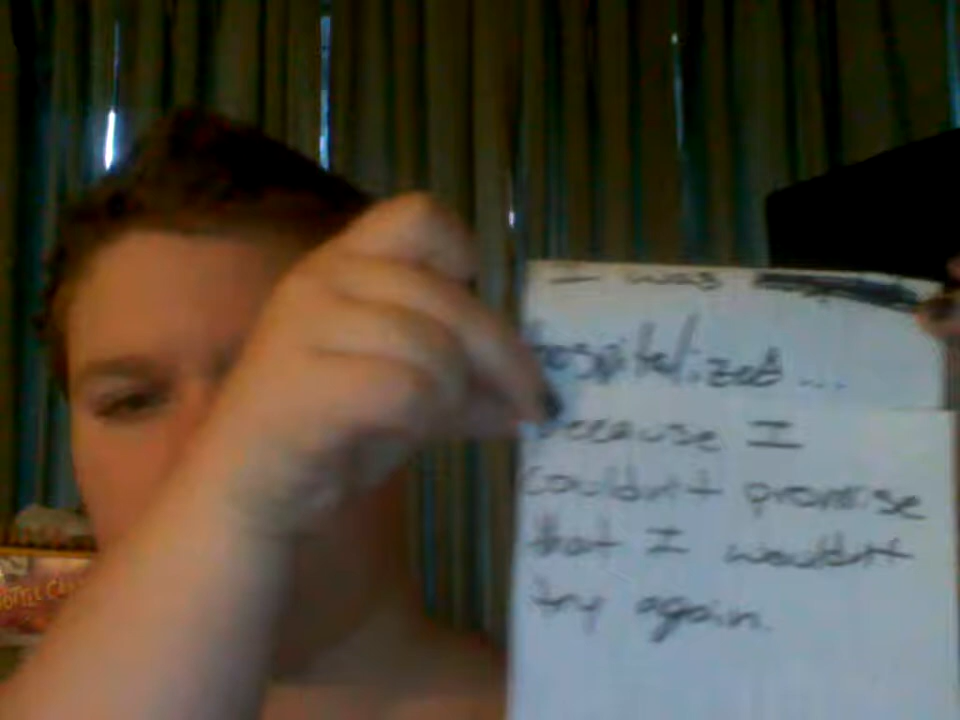 I was
hospitalized...
because I
couldn't promise
that I wouldn't
try again.